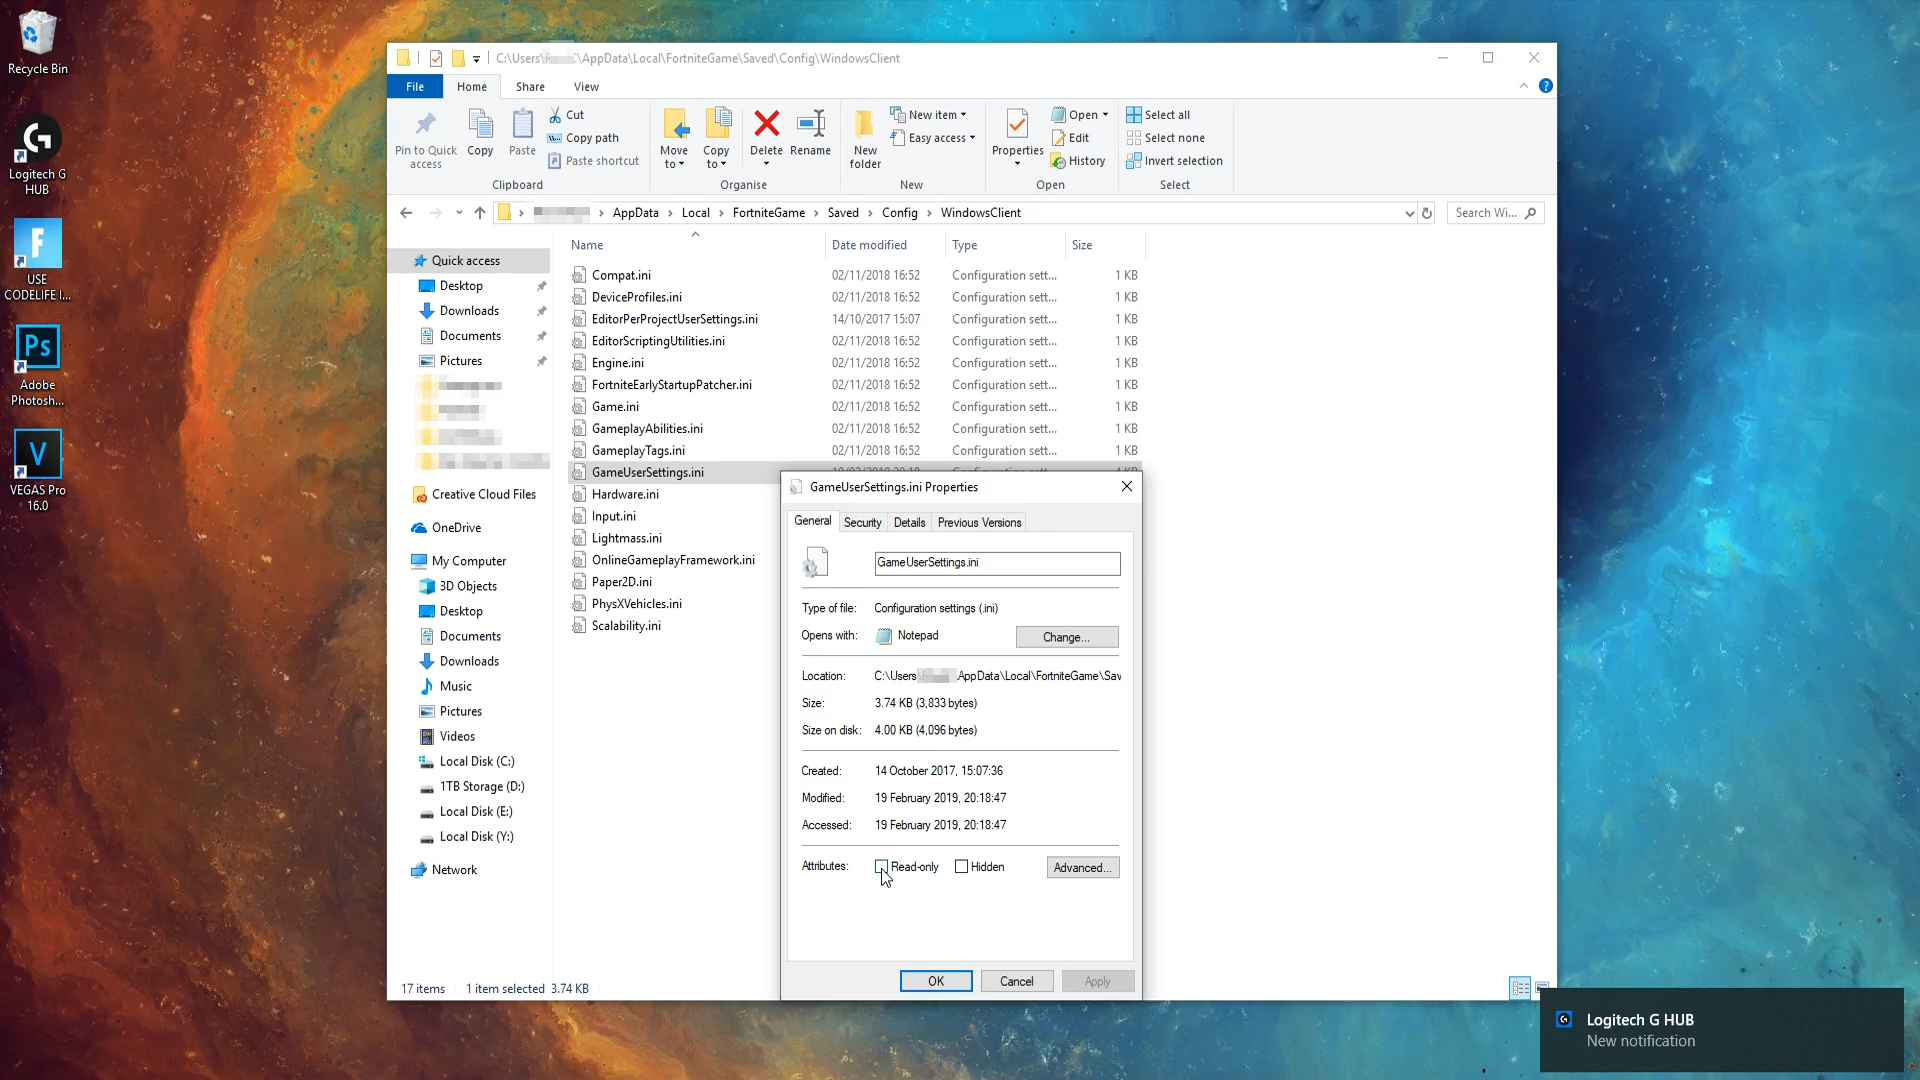 Recycle Bin
Logitech G
HUB
USE
CODELIFE I...
Adobe
Photosh...
VEGAS Pro
16.0
C:\Users\ \AppData\Local\FortniteGame\Saved\Config\WindowsClient
File Home Share View
Pin to Quick
access
Copy
Paste
Cut
Copy path
Paste shortcut
Clipboard
Move
to
Copy
to
Delete
Rename
Organise
New
folder
New item
Easy access
New
Properties
Open
Edit
History
Open
Select all
Select none
Invert selection
Select
AppData › Local › FortniteGame › Saved › Config › WindowsClient
Search Wi...
Quick access
Desktop
Downloads
Documents
Pictures
Creative Cloud Files
OneDrive
My Computer
3D Objects
Desktop
Documents
Downloads
Music
Pictures
Videos
Local Disk (C:)
1TB Storage (D:)
Local Disk (E:)
Local Disk (Y:)
Network
Name Date modified Type Size
Compat.ini 02/11/2018 16:52 Configuration sett... 1 KB
DeviceProfiles.ini 02/11/2018 16:52 Configuration sett... 1 KB
EditorPerProjectUserSettings.ini 14/10/2017 15:07 Configuration sett... 1 KB
EditorScriptingUtilities.ini 02/11/2018 16:52 Configuration sett... 1 KB
Engine.ini 02/11/2018 16:52 Configuration sett... 1 KB
FortniteEarlyStartupPatcher.ini 02/11/2018 16:52 Configuration sett... 1 KB
Game.ini 02/11/2018 16:52 Configuration sett... 1 KB
GameplayAbilities.ini 02/11/2018 16:52 Configuration sett... 1 KB
GameplayTags.ini 02/11/2018 16:52 Configuration sett... 1 KB
GameUserSettings.ini
Hardware.ini
Input.ini
Lightmass.ini
OnlineGameplayFramework.ini
Paper2D.ini
PhysXVehicles.ini
Scalability.ini
GameUserSettings.ini Properties
General Security Details Previous Versions
GameUserSettings.ini
Type of file: Configuration settings (.ini)
Opens with: Notepad Change...
Location: C:\Users AppData\Local\FortniteGame\Sav
Size: 3.74 KB (3,833 bytes)
Size on disk: 4.00 KB (4,096 bytes)
Created: 14 October 2017, 15:07:36
Modified: 19 February 2019, 20:18:47
Accessed: 19 February 2019, 20:18:47
Attributes: Read-only Hidden Advanced...
OK Cancel Apply
17 items 1 item selected 3.74 KB
Logitech G HUB
New notification